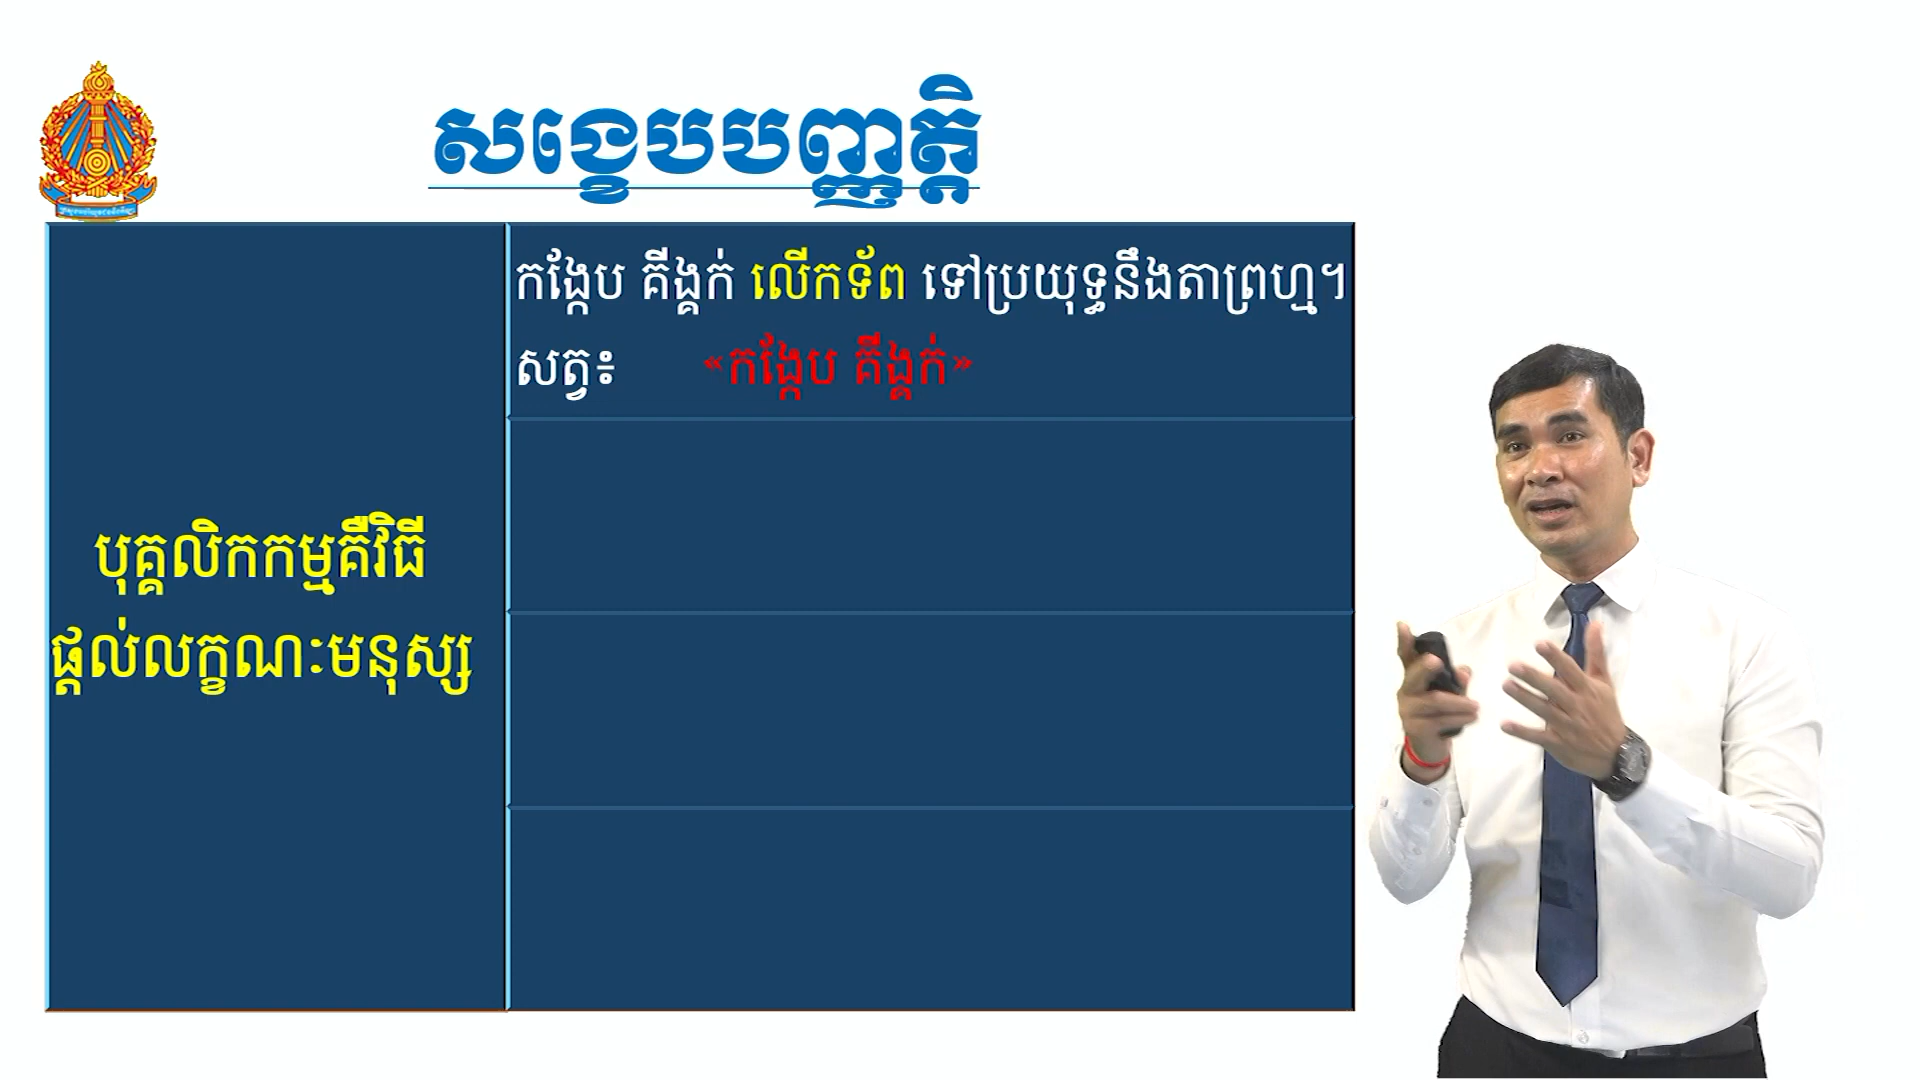 សង្ខេបបញ្ញត្តិ
កង្កែប គីង្គក់ លើកទ័ព ទៅប្រយុទ្ធនឹងតាព្រហ្ម។
សត្វ៖ «កង្កែប គីង្គក់»
បុគ្គលិកកម្មគឺវិធី
ផ្តល់លក្ខណៈមនុស្ស